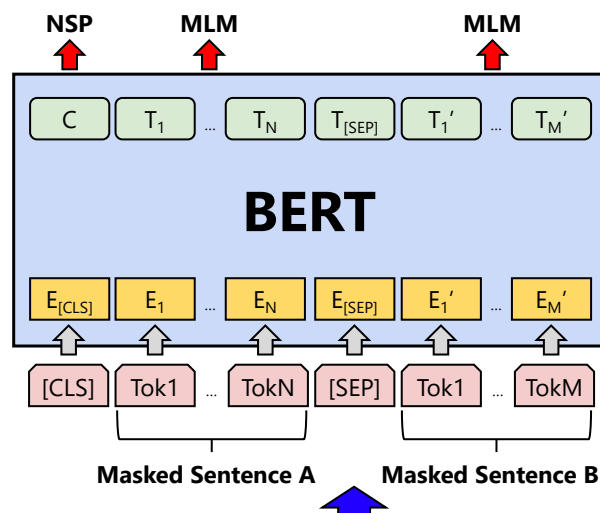 NSP MLM MLM
C T1 ... TN T[SEP] T1’ ... TM’
BERT
E[CLS] E1 ... EN E[SEP] E1’ ... EM’
[CLS] Tok1 ... TokN [SEP] Tok1 ... TokM
Masked Sentence A Masked Sentence B